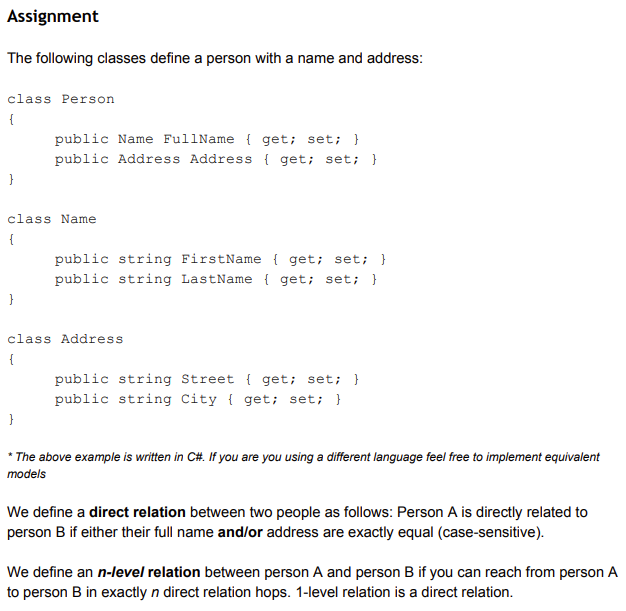 Assignment
The following classes define a person with a name and address:
class Person
{
public Name FullName { get; set; }
public Address Address { get; set; }
}
class Name
{
public string FirstName { get; set; }
public string LastName { get; set; }
}
class Address
{
public string Street { get; set; }
public string City { get; set; }
}
* The above example is written in C#. If you are you using a different language feel free to implement equivalent
models
We define a direct relation between two people as follows: Person A is directly related to
person B if either their full name and/or address are exactly equal (case-sensitive).
We define an n-level relation between person A and person B if you can reach from person A
to person B in exactly n direct relation hops. 1-level relation is a direct relation.